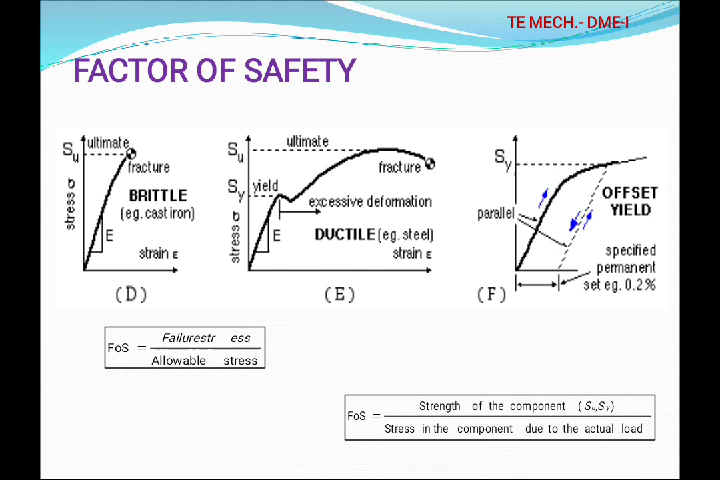 TE MECH.- DME-I
FACTOR OF SAFETY
Su ultimate
fracture
BRITTLE
(eg. cast iron)
stress σ
E
strain ε
(D)
Su ultimate
fracture
Sy yield
excessive deformation
stress σ
E
DUCTILE (eg. steel)
strain ε
(E)
Sy
OFFSET
YIELD
parallel
specified
permanent
set eg. 0.2%
(F)
FoS = Failurestr ess
Allowable stress
FoS = Strength of the component (Su,Sy)
Stress in the component due to the actual load